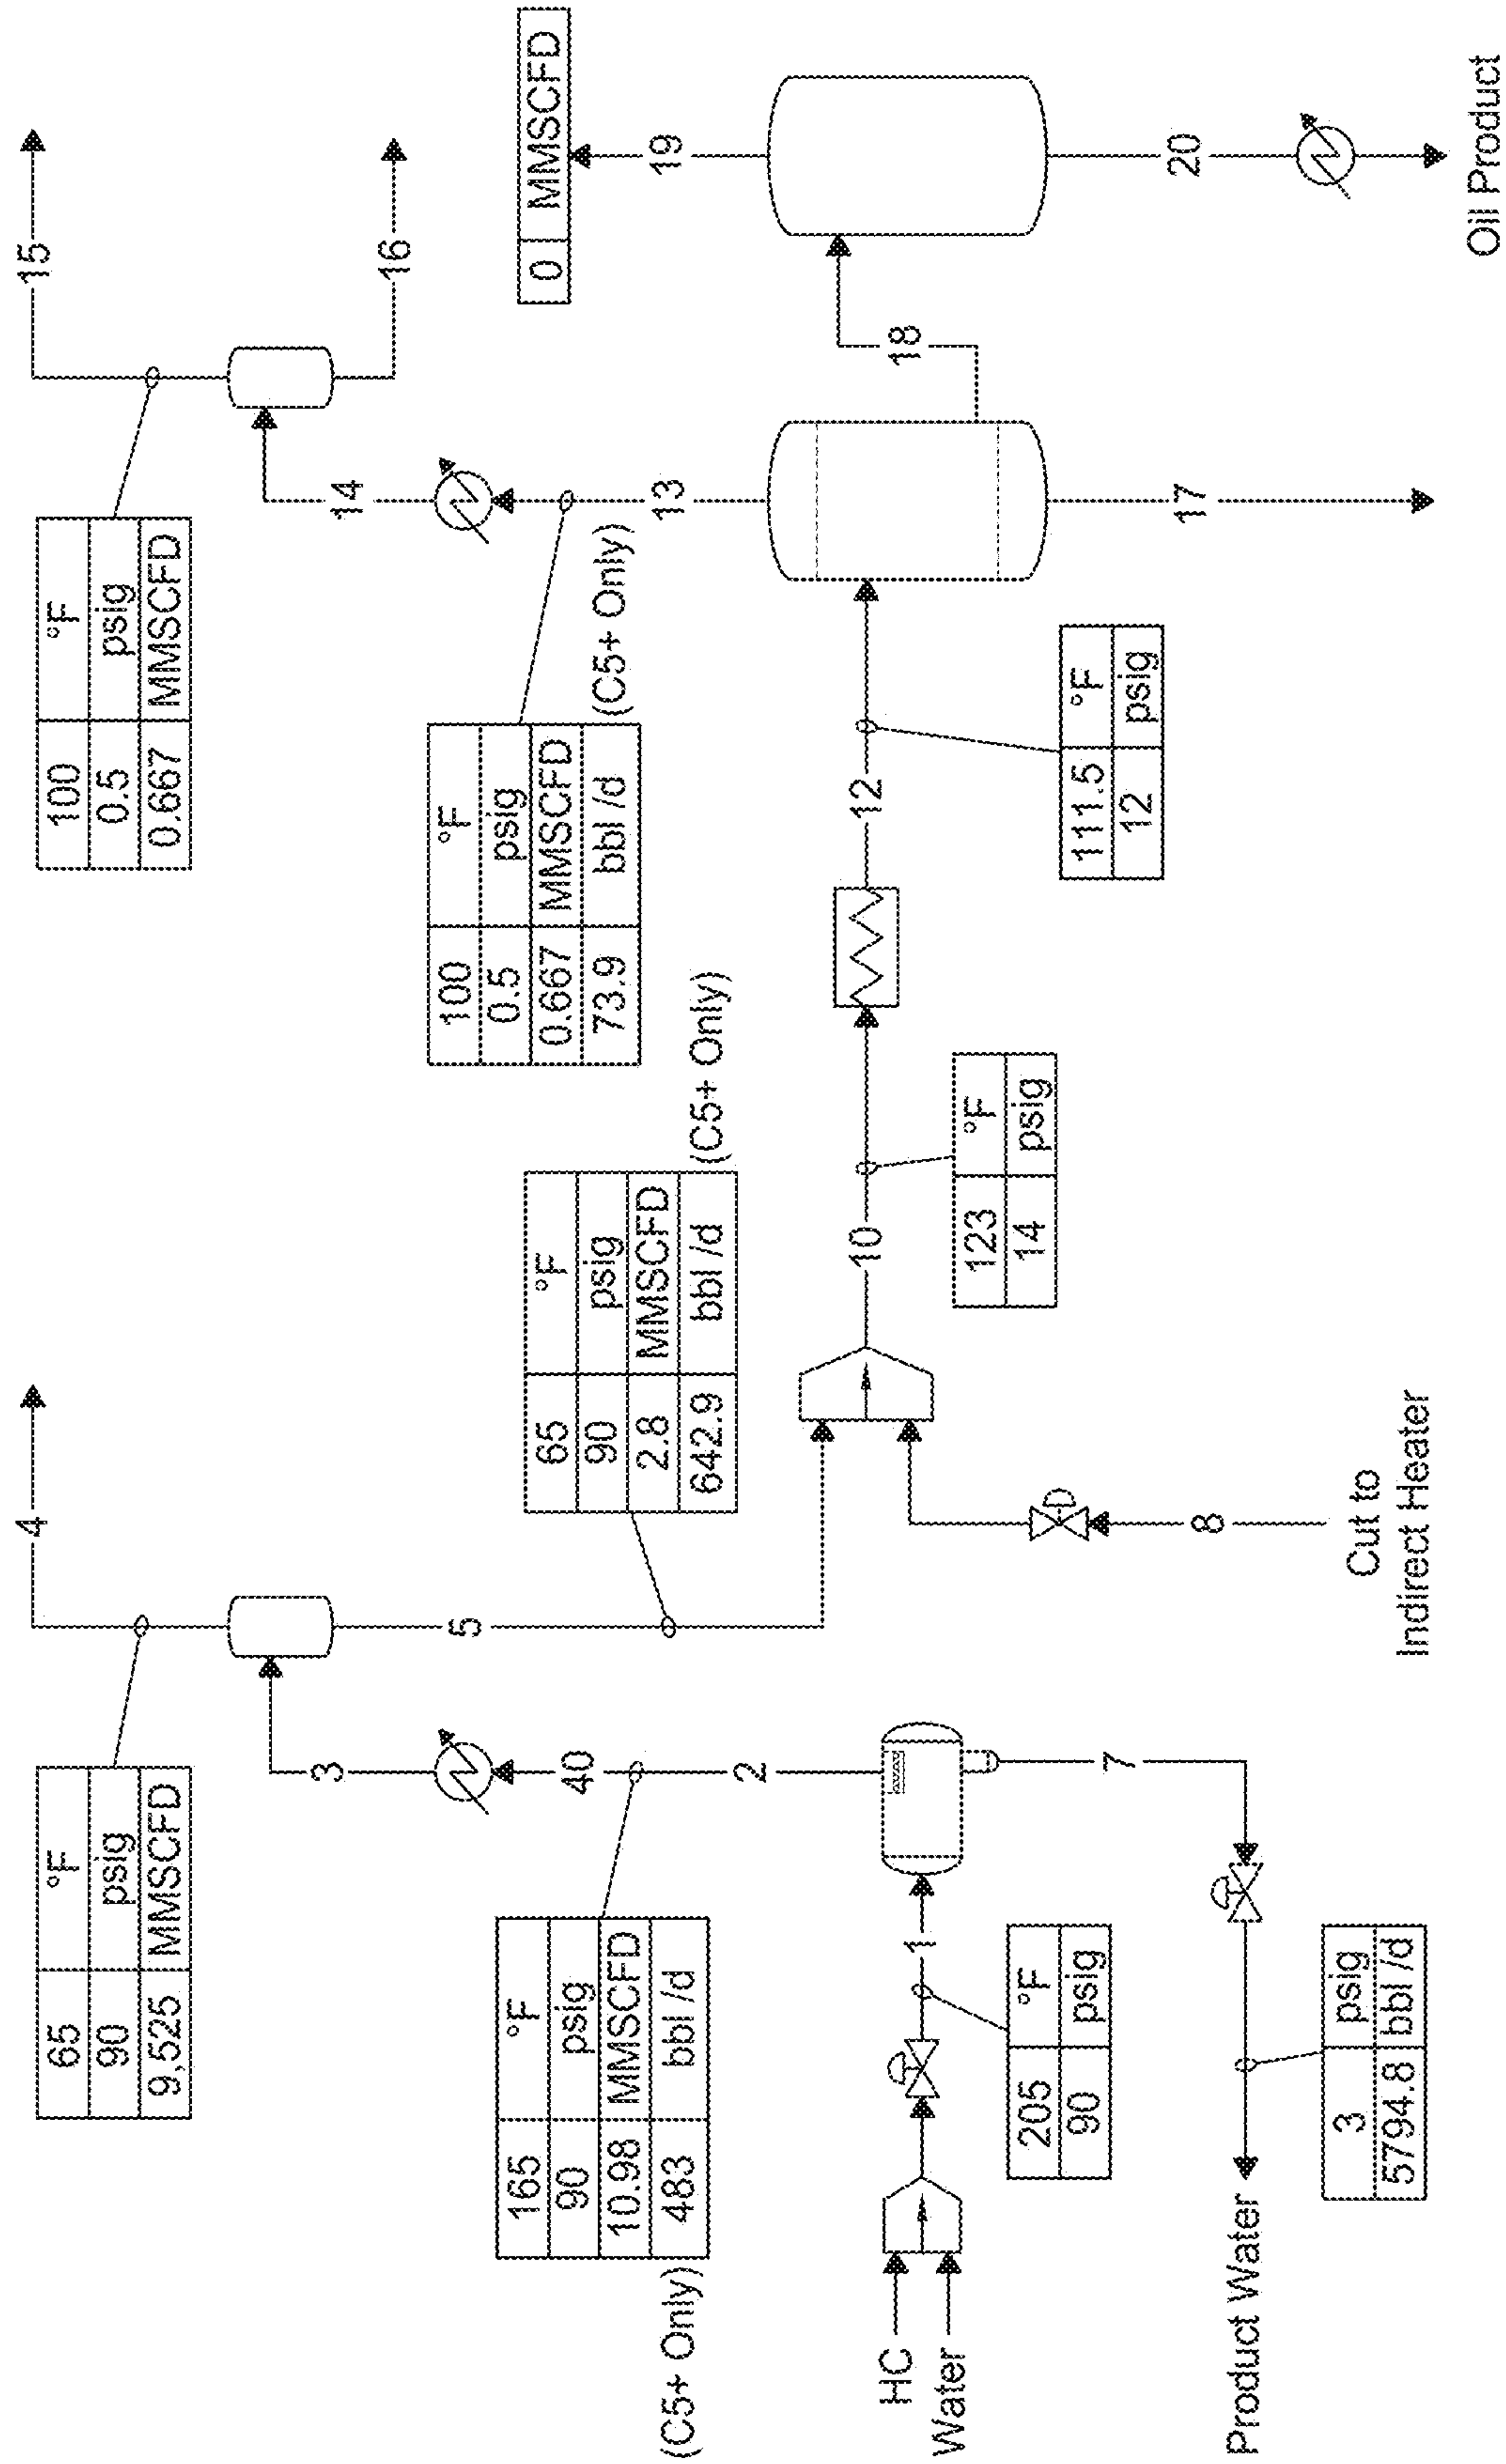 65 °F
90 psig
9,525 MMSCFD
4
15
100 °F
0.5 psig
0.667 MMSCFD
3
5
14
16
165 °F
90 psig
10.98 MMSCFD
483 bbl /d
(C5+ Only)
40
2
65 °F
90 psig
2.8 MMSCFD
642.9 bbl /d
(C5+ Only)
100 °F
0.5 psig
0.667 MMSCFD
73.9 bbl /d
(C5+ Only)
13
0 MMSCFD
19
HC
Water
1
205 °F
90 psig
7
10
123 °F
14 psig
12
111.5 °F
12 psig
18
Product Water
3 psig
5794.8 bbl /d
8
Cut to
Indirect Heater
17
20
Oil Product